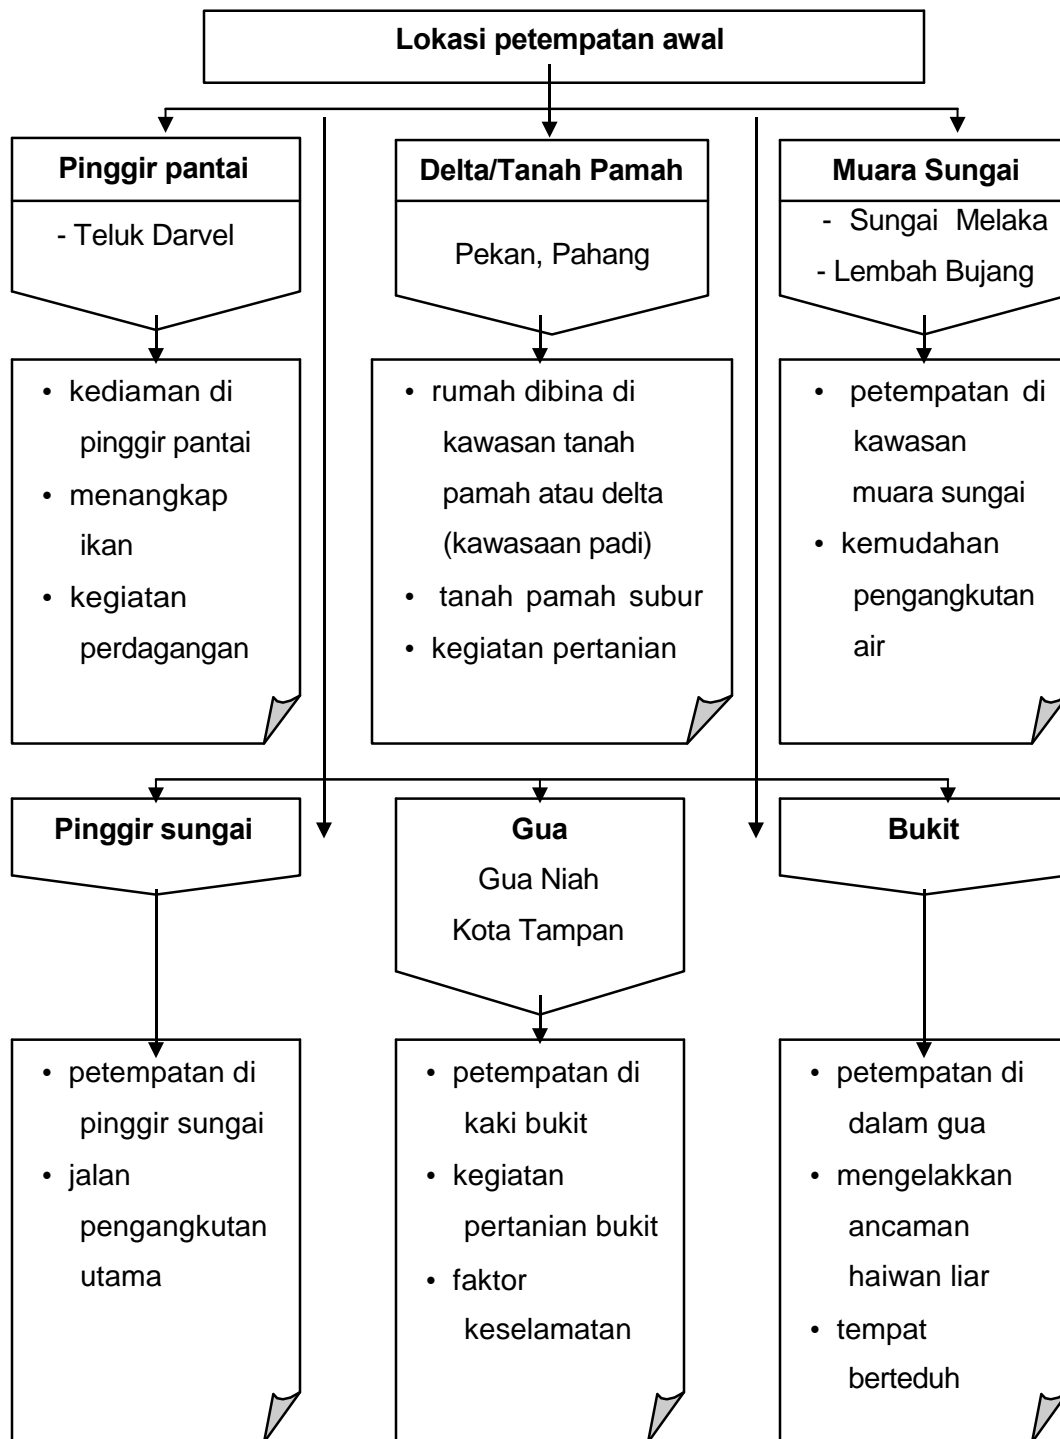 Lokasi petempatan awal
Pinggir pantai
- Teluk Darvel
Delta/Tanah Pamah
Pekan, Pahang
Muara Sungai
- Sungai Melaka
- Lembah Bujang
• kediaman di
pinggir pantai
• menangkap
ikan
• kegiatan
perdagangan
• rumah dibina di
kawasan tanah
pamah atau delta
(kawasaan padi)
• tanah pamah subur
• kegiatan pertanian
• petempatan di
kawasan
muara sungai
• kemudahan
pengangkutan
air
Pinggir sungai
Gua
Gua Niah
Kota Tampan
Bukit
• petempatan di
pinggir sungai
• jalan
pengangkutan
utama
• petempatan di
kaki bukit
• kegiatan
pertanian bukit
• faktor
keselamatan
• petempatan di
dalam gua
• mengelakkan
ancaman
haiwan liar
• tempat
berteduh